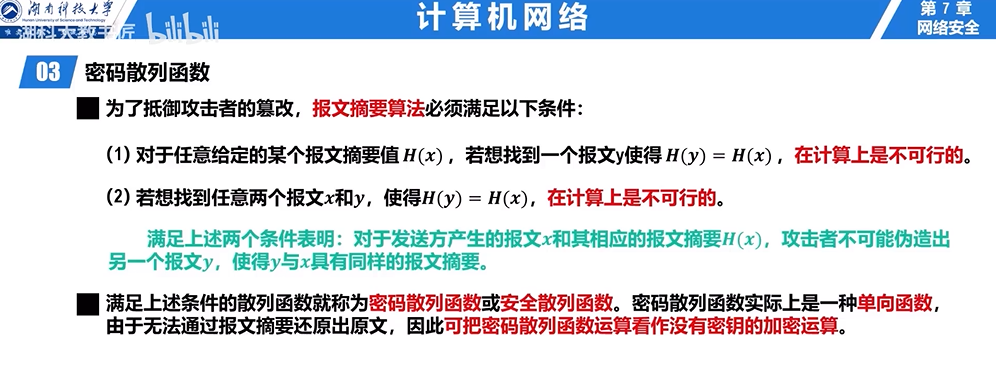 湖南科技大学
Hunan University of Science and Technology
湖科大教书匠 bilibili
计算机网络
第 7 章
网络安全
03 密码散列函数
为了抵御攻击者的篡改，报文摘要算法必须满足以下条件：
(1) 对于任意给定的某个报文摘要值 H(x)，若想找到一个报文y使得 H(y) = H(x)，在计算上是不可行的。
(2) 若想找到任意两个报文x和y，使得H(y) = H(x)，在计算上是不可行的。
满足上述两个条件表明：对于发送方产生的报文x和其相应的报文摘要H(x)，攻击者不可能伪造出
另一个报文y，使得y与x具有同样的报文摘要。
满足上述条件的散列函数就称为密码散列函数或安全散列函数。密码散列函数实际上是一种单向函数，
由于无法通过报文摘要还原出原文，因此可把密码散列函数运算看作没有密钥的加密运算。